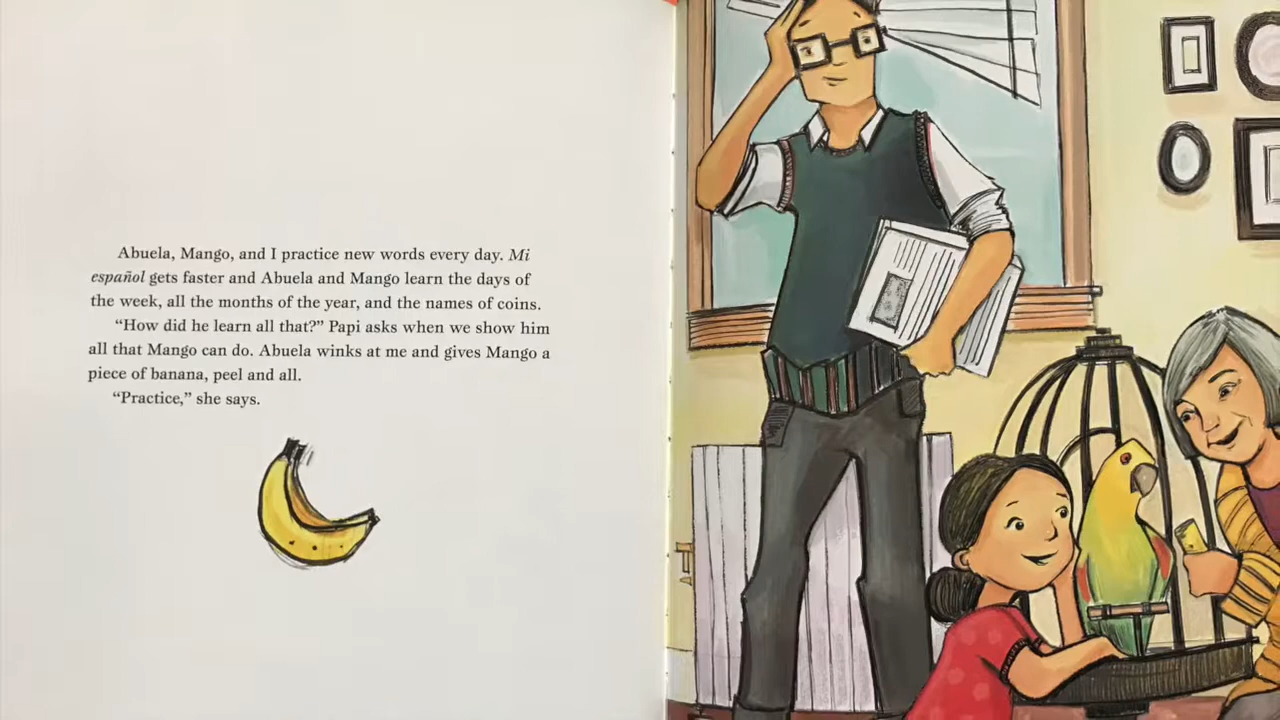 Abuela, Mango, and I practice new words every day. Mi
español gets faster and Abuela and Mango learn the days of
the week, all the months of the year, and the names of coins.
“How did he learn all that?” Papi asks when we show him
all that Mango can do. Abuela winks at me and gives Mango a
piece of banana, peel and all.
“Practice,” she says.